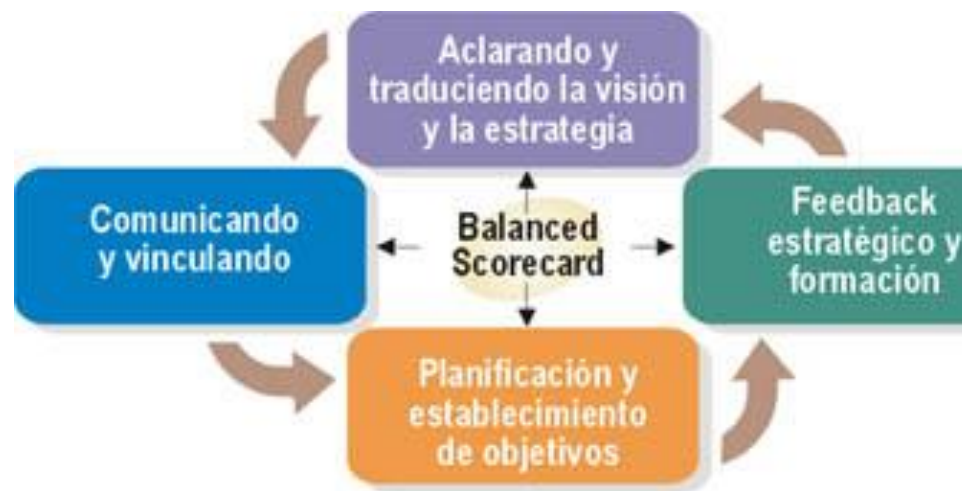 Aclarando y
traduciendo la visión
y la estrategia
Comunicando
y vinculando
Balanced
Scorecard
Feedback
estratégico y
formación
Planificación y
establecimiento
de objetivos